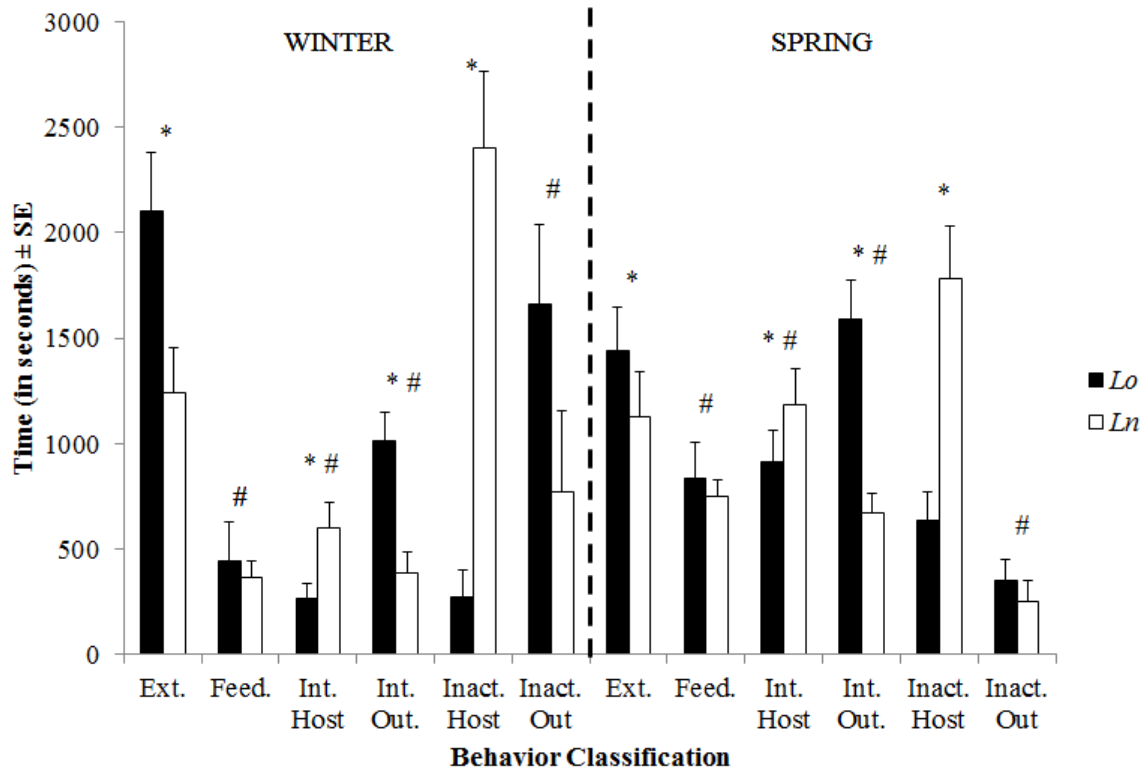 3000
2500
2000
1500
1000
500
0
Time (in seconds) ± SE
WINTER
SPRING
*
#
* #
* #
*
#
*
#
* #
* #
*
#
Lo
Ln
Ext. Feed. Int. Host Int. Out. Inact. Host Inact. Out Ext. Feed. Int. Host Int. Out. Inact. Host Inact. Out
Behavior Classification